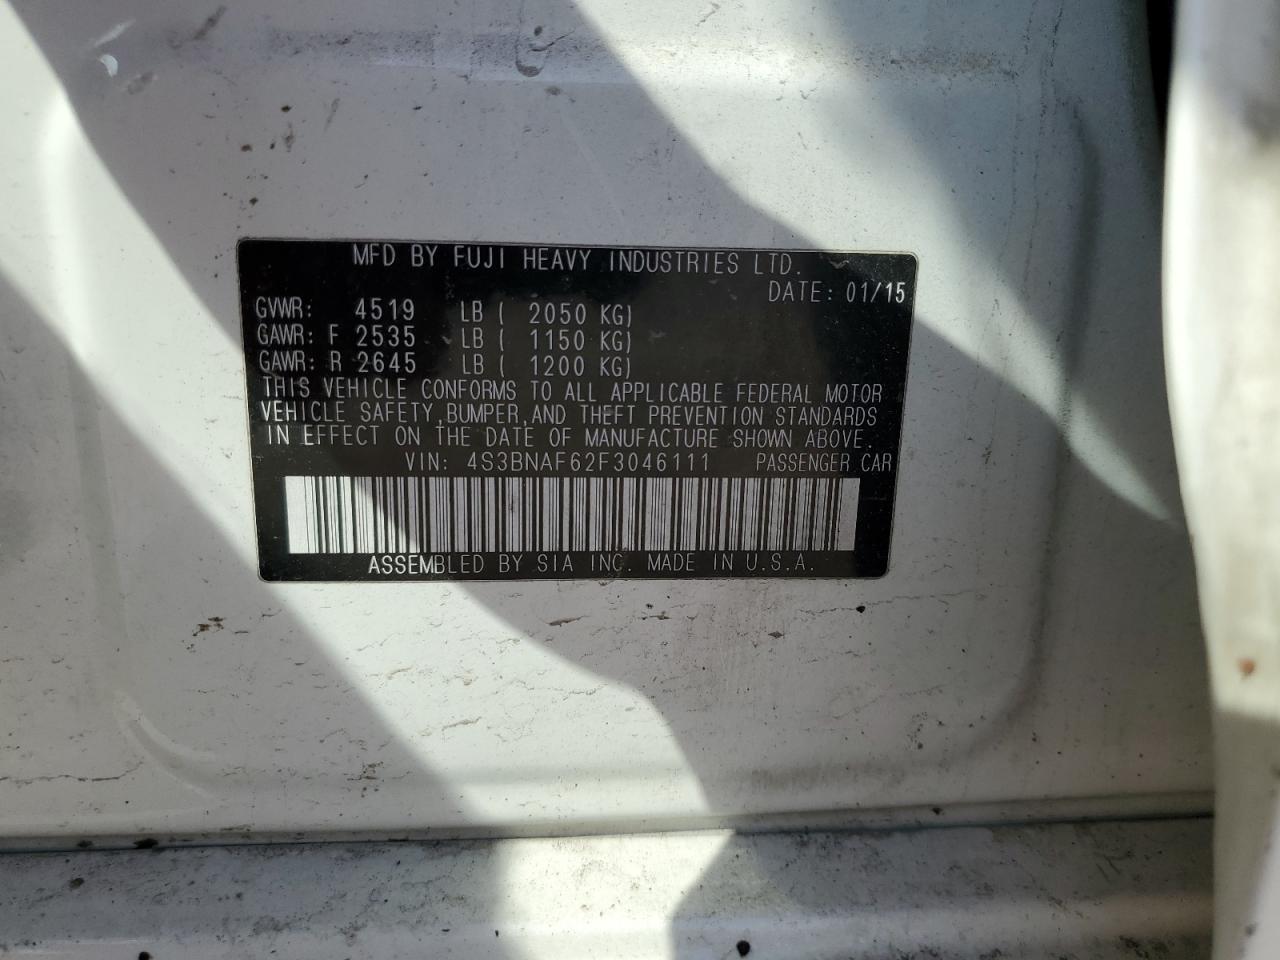 MFD BY FUJI HEAVY INDUSTRIES LTD.
DATE: 01/15
GVWR: 4519 LB ( 2050 KG)
GAWR: F 2535 LB ( 1150 KG)
GAWR: R 2645 LB ( 1200 KG)
THIS VEHICLE CONFORMS TO ALL APPLICABLE FEDERAL MOTOR
VEHICLE SAFETY,BUMPER,AND THEFT PREVENTION STANDARDS
IN EFFECT ON THE DATE OF MANUFACTURE SHOWN ABOVE.
VIN: 4S3BNAF62F3046111 PASSENGER CAR
ASSEMBLED BY SIA INC. MADE IN U.S.A.